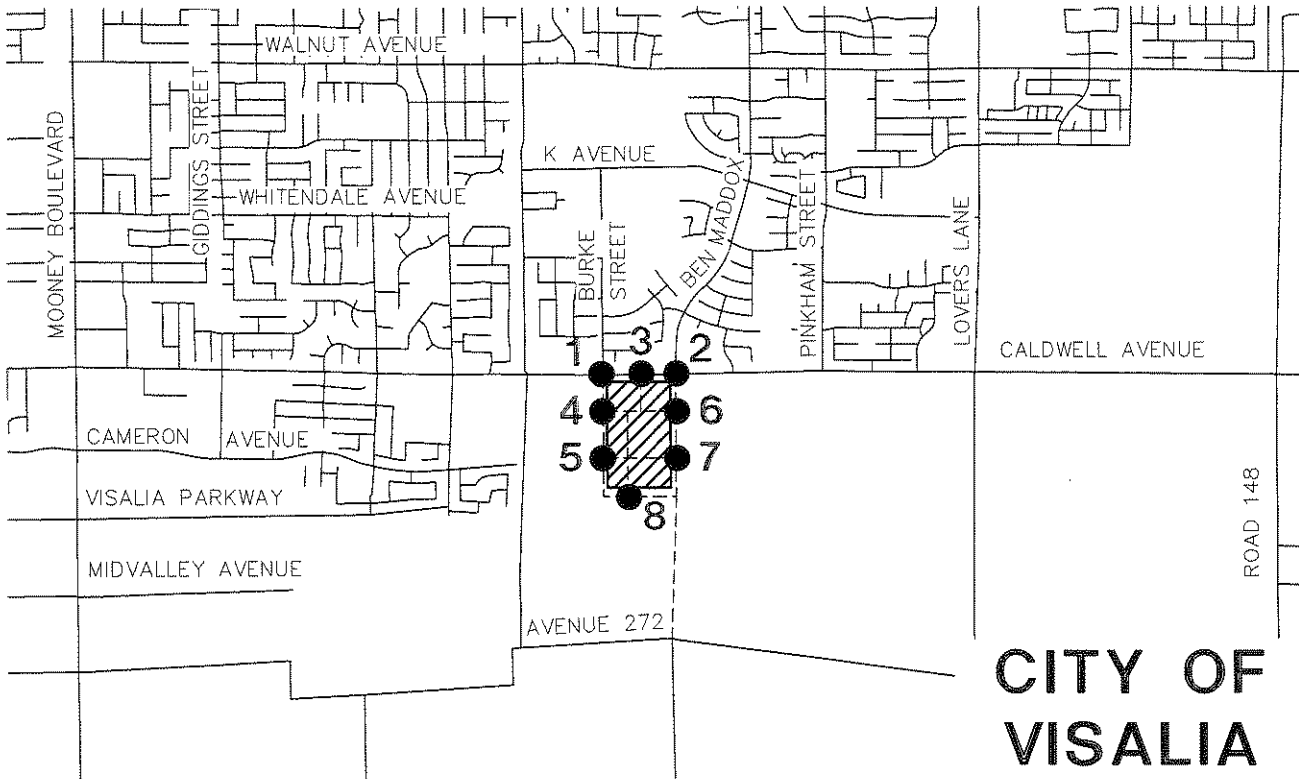 WALNUT AVENUE
MOONEY BOULEVARD
GIDDINGS STREET
K AVENUE
WHITENDALE AVENUE
BURKE
STREET
BEN MADDOX
PINKHAM STREET
LOVERS LANE
CALDWELL AVENUE
1
3
2
4
6
CAMERON AVENUE
5
7
VISALIA PARKWAY
8
ROAD 148
MIDVALLEY AVENUE
AVENUE 272
CITY OF
VISALIA